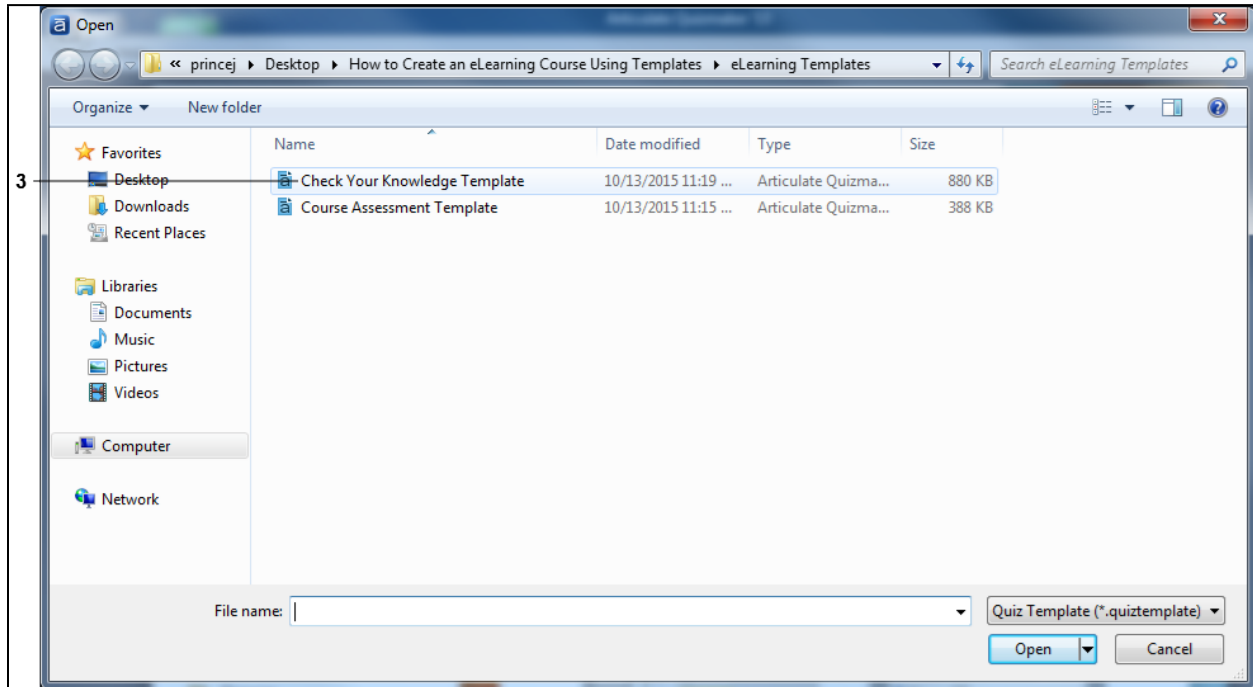 Open
« princej ▸ Desktop ▸ How to Create an eLearning Course Using Templates ▸ eLearning Templates
Search eLearning Templates
Organize ▾ New folder
Favorites
Desktop
Downloads
Recent Places
Libraries
Documents
Music
Pictures
Videos
Computer
Network
Name Date modified Type Size
3 Check Your Knowledge Template 10/13/2015 11:19 ... Articulate Quizma... 880 KB
Course Assessment Template 10/13/2015 11:15 ... Articulate Quizma... 388 KB
File name:
Quiz Template (*.quiztemplate)
Open Cancel